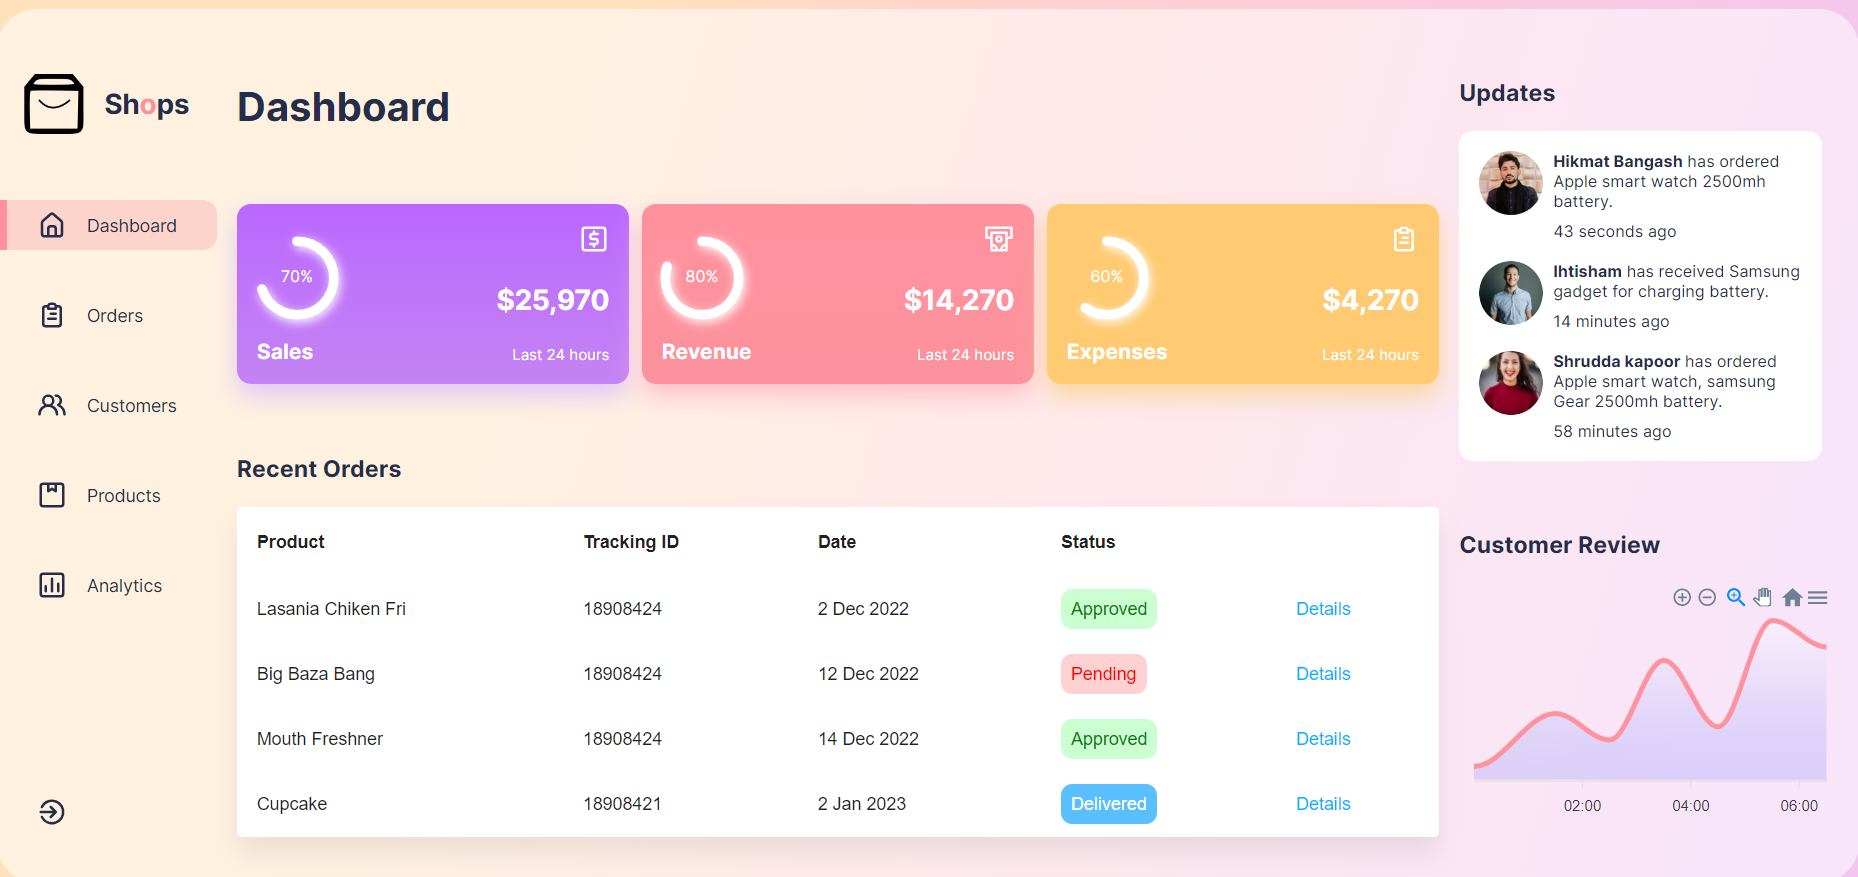 Shops
Dashboard
Orders
Customers
Products
Analytics
Dashboard
70%
$25,970
Sales
Last 24 hours
80%
$14,270
Revenue
Last 24 hours
60%
$4,270
Expenses
Last 24 hours
Recent Orders
Product Tracking ID Date Status
Lasania Chiken Fri 18908424 2 Dec 2022 Approved Details
Big Baza Bang 18908424 12 Dec 2022 Pending Details
Mouth Freshner 18908424 14 Dec 2022 Approved Details
Cupcake 18908421 2 Jan 2023 Delivered Details
Updates
Hikmat Bangash has ordered
Apple smart watch 2500mh
battery.
43 seconds ago
Ihtisham has received Samsung
gadget for charging battery.
14 minutes ago
Shrudda kapoor has ordered
Apple smart watch, samsung
Gear 2500mh battery.
58 minutes ago
Customer Review
02:00 04:00 06:00